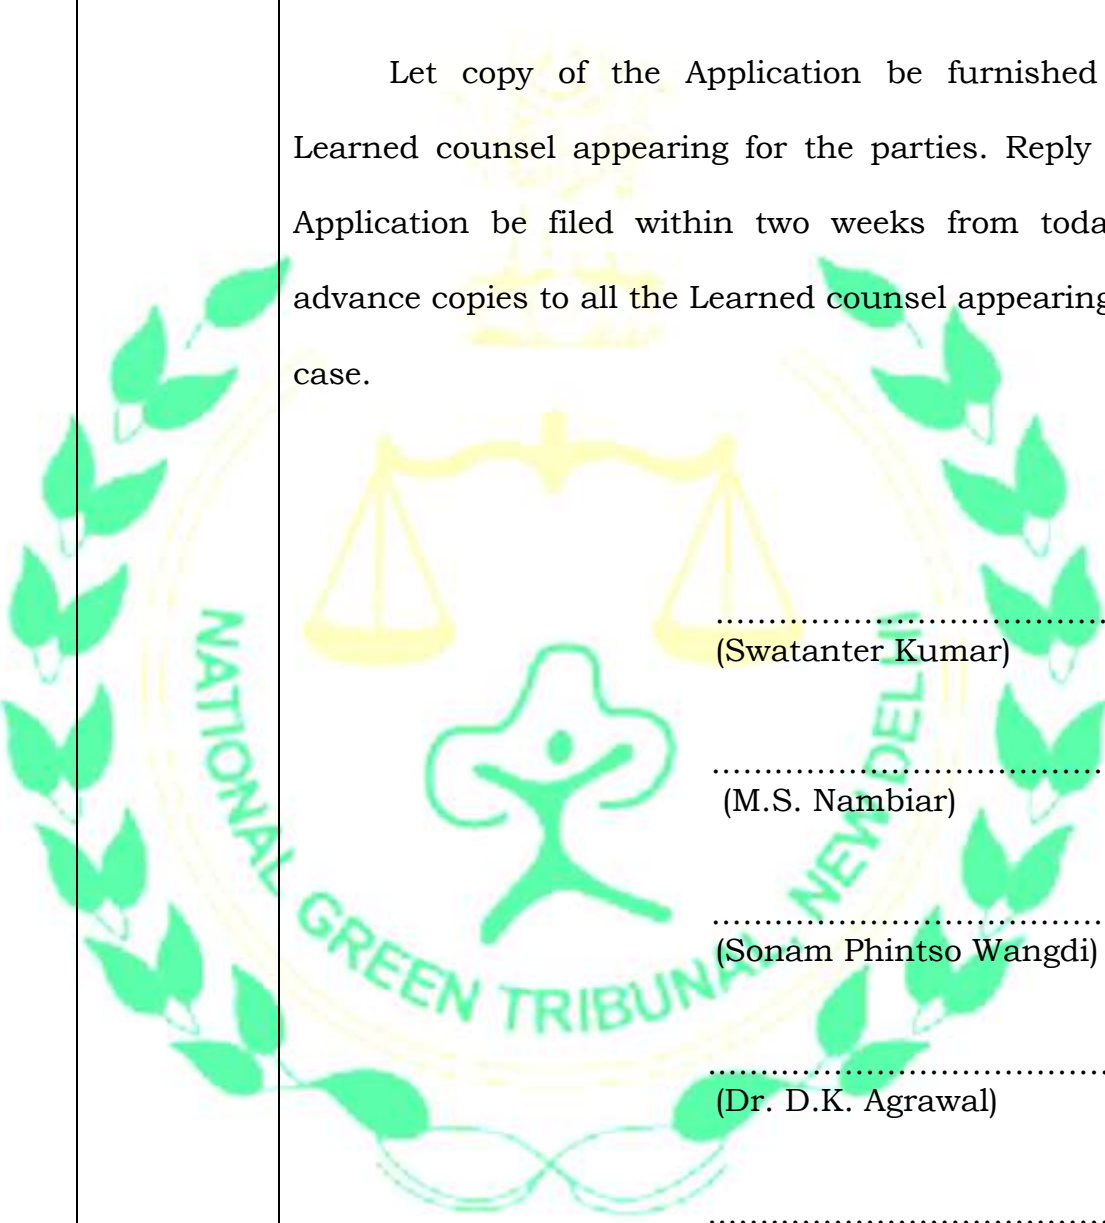 Let copy of the Application be furnished
Learned counsel appearing for the parties. Reply
Application be filed within two weeks from toda
advance copies to all the Learned counsel appearing
case.
.......................................
(Swatanter Kumar)
.......................................
(M.S. Nambiar)
.......................................
(Sonam Phintso Wangdi)
.......................................
(Dr. D.K. Agrawal)
.......................................
NATIONAL GREEN TRIBUNAL, NEW DELHI